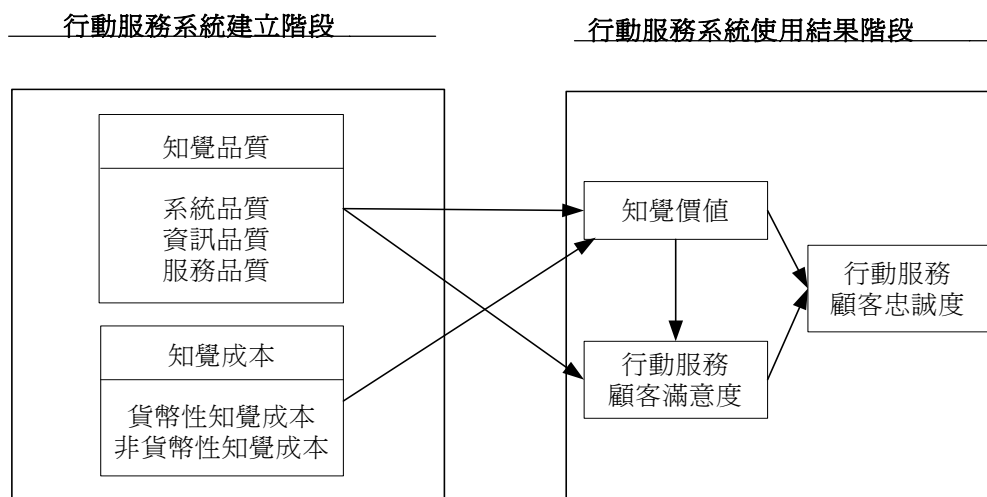 行動服務系統建立階段
行動服務系統使用結果階段
知覺品質
系統品質
資訊品質
服務品質
知覺成本
貨幣性知覺成本
非貨幣性知覺成本
知覺價值
行動服務
顧客滿意度
行動服務
顧客忠誠度